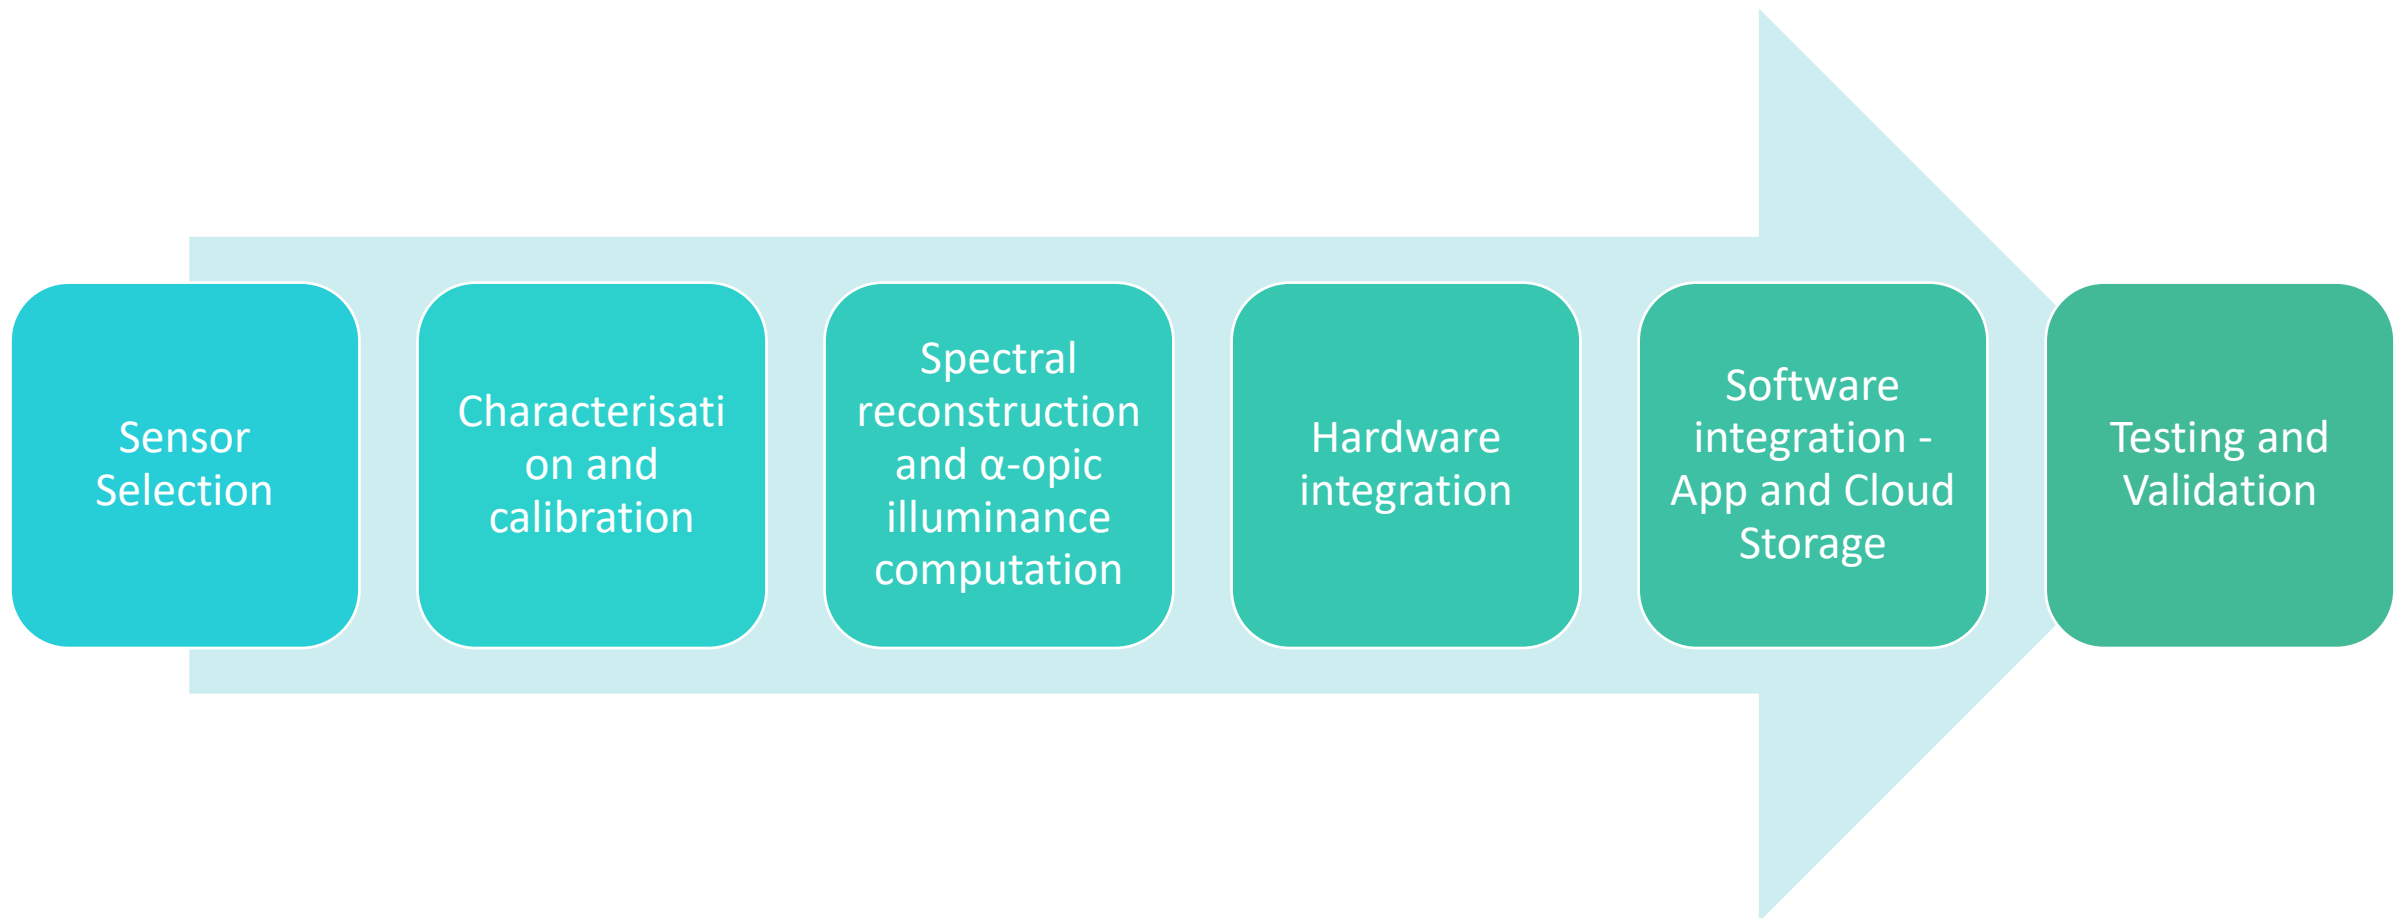 Sensor
Selection
Characterisati
on and
calibration
Spectral
reconstruction
and α-opic
illuminance
computation
Hardware
integration
Software
integration -
App and Cloud
Storage
Testing and
Validation